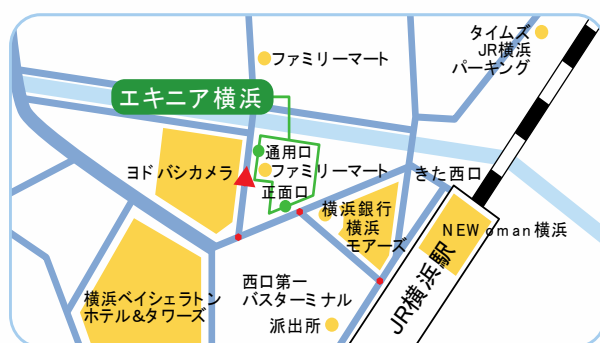 タイムズ
JR横浜
パーキング
ファミリーマート
エキニア横浜
通用口
ファミリーマート
ヨドバシカメラ
正面口
きた西口
横浜銀行
横浜
モアーズ
NEWoman横浜
JR横浜駅
西口第一
バスターミナル
横浜ベイシェラトン
ホテル&タワーズ
派出所